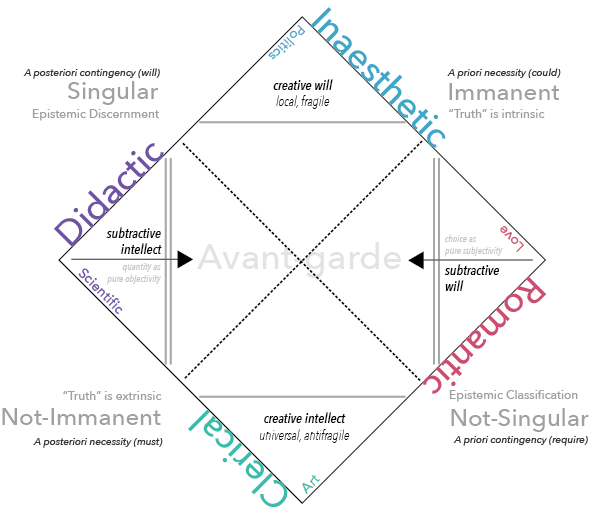 Politics
Inaesthetic
A posteriori contingency (will)
Singular
Epistemic Discernment
creative will
local, fragile
A priori necessity (could)
Immanent
“Truth” is intrinsic
Didactic
subtractive
intellect
quantity as
pure objectivity
Scientific
Avant-garde
choice as
pure subjectivity
subtractive
will
Love
Romantic
“Truth” is extrinsic
Not-Immanent
A posteriori necessity (must)
Clerical
creative intellect
universal, antifragile
Art
Epistemic Classification
Not-Singular
A priori contingency (require)